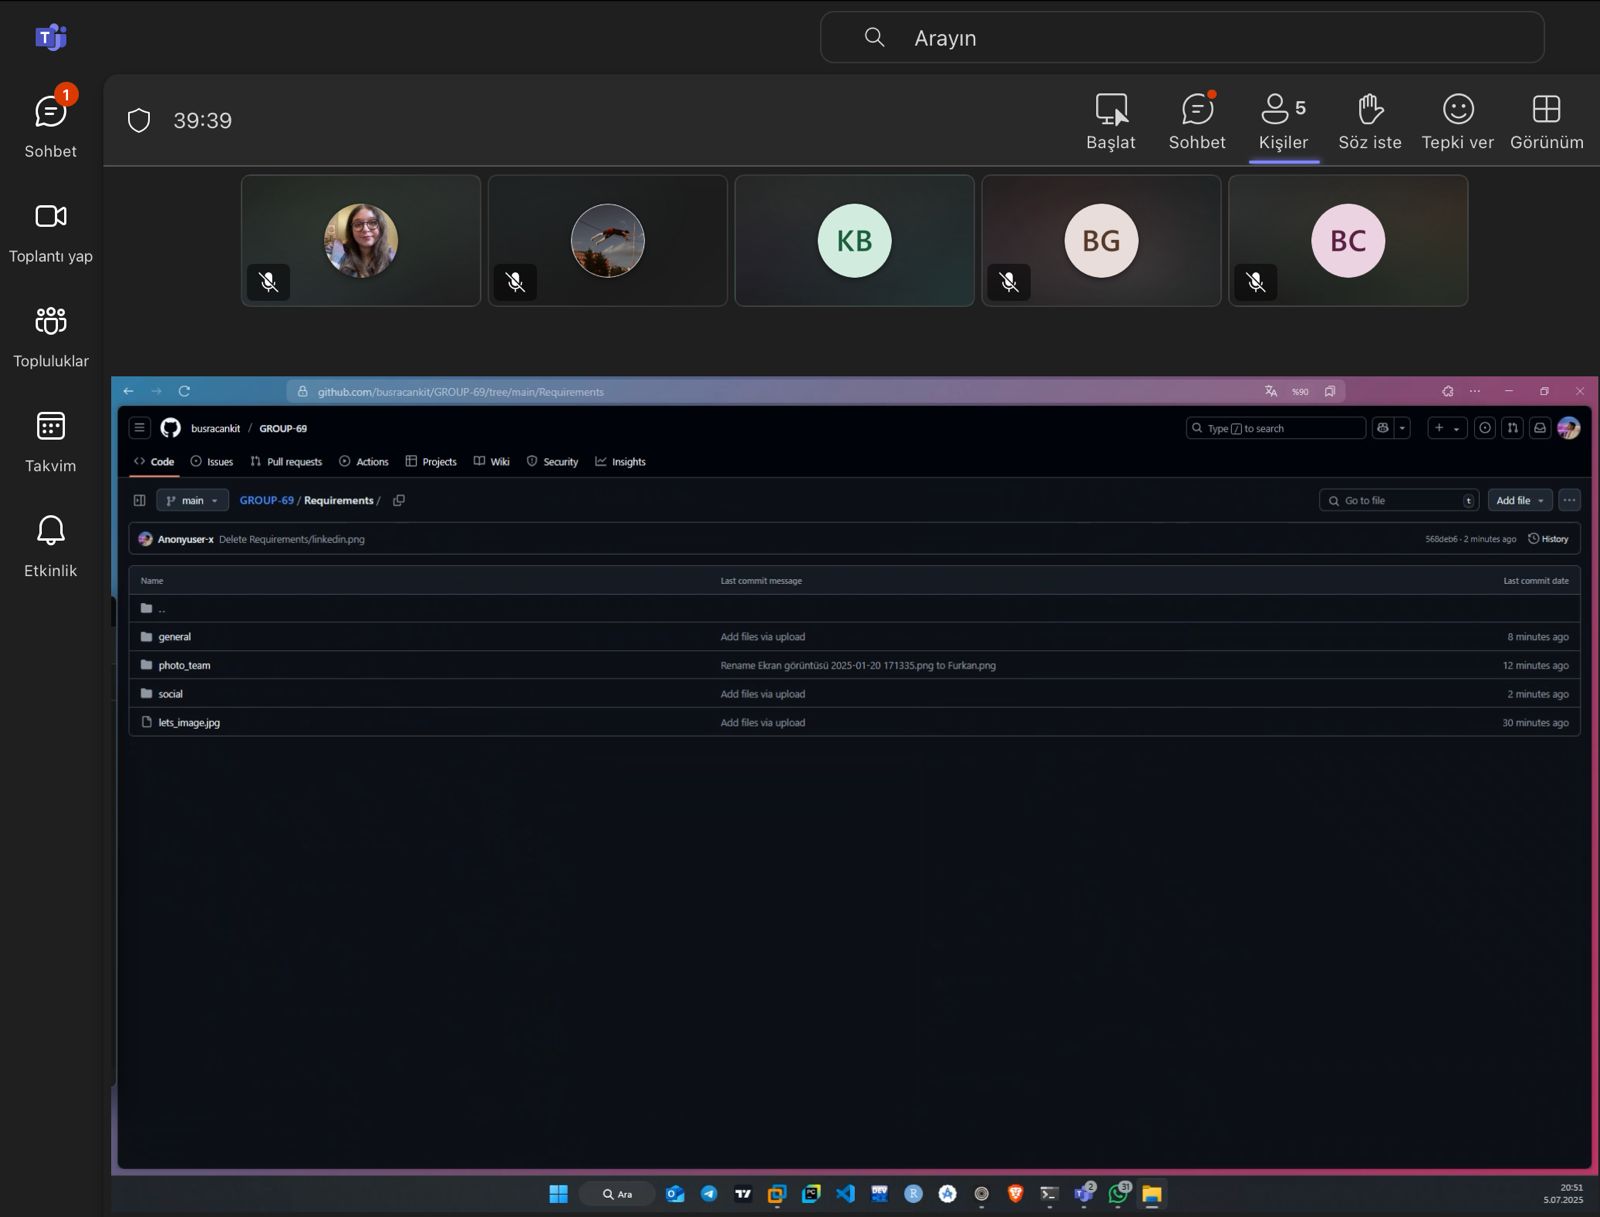 Arayın
1
Sohbet
Toplantı yap
Topluluklar
Takvim
Etkinlik
39:39
Başlat
Sohbet
5
Kişiler
Söz iste
Tepki ver
Görünüm
KB
BG
BC
github.com/busracankit/GROUP-69/tree/main/Requirements
%90
busracankit / GROUP-69
Type / to search
Code
Issues
Pull requests
Actions
Projects
Wiki
Security
Insights
main
GROUP-69 / Requirements /
Go to file
t
Add file
Anonyuser-x Delete Requirements/linkedin.png
568deb6 · 2 minutes ago
History
Name Last commit message Last commit date
..
general Add files via upload 8 minutes ago
photo_team Rename Ekran görüntüsü 2025-01-20 171335.png to Furkan.png 12 minutes ago
social Add files via upload 2 minutes ago
lets_image.jpg Add files via upload 30 minutes ago
Ara
DEV
2
31
20:51
5.07.2025